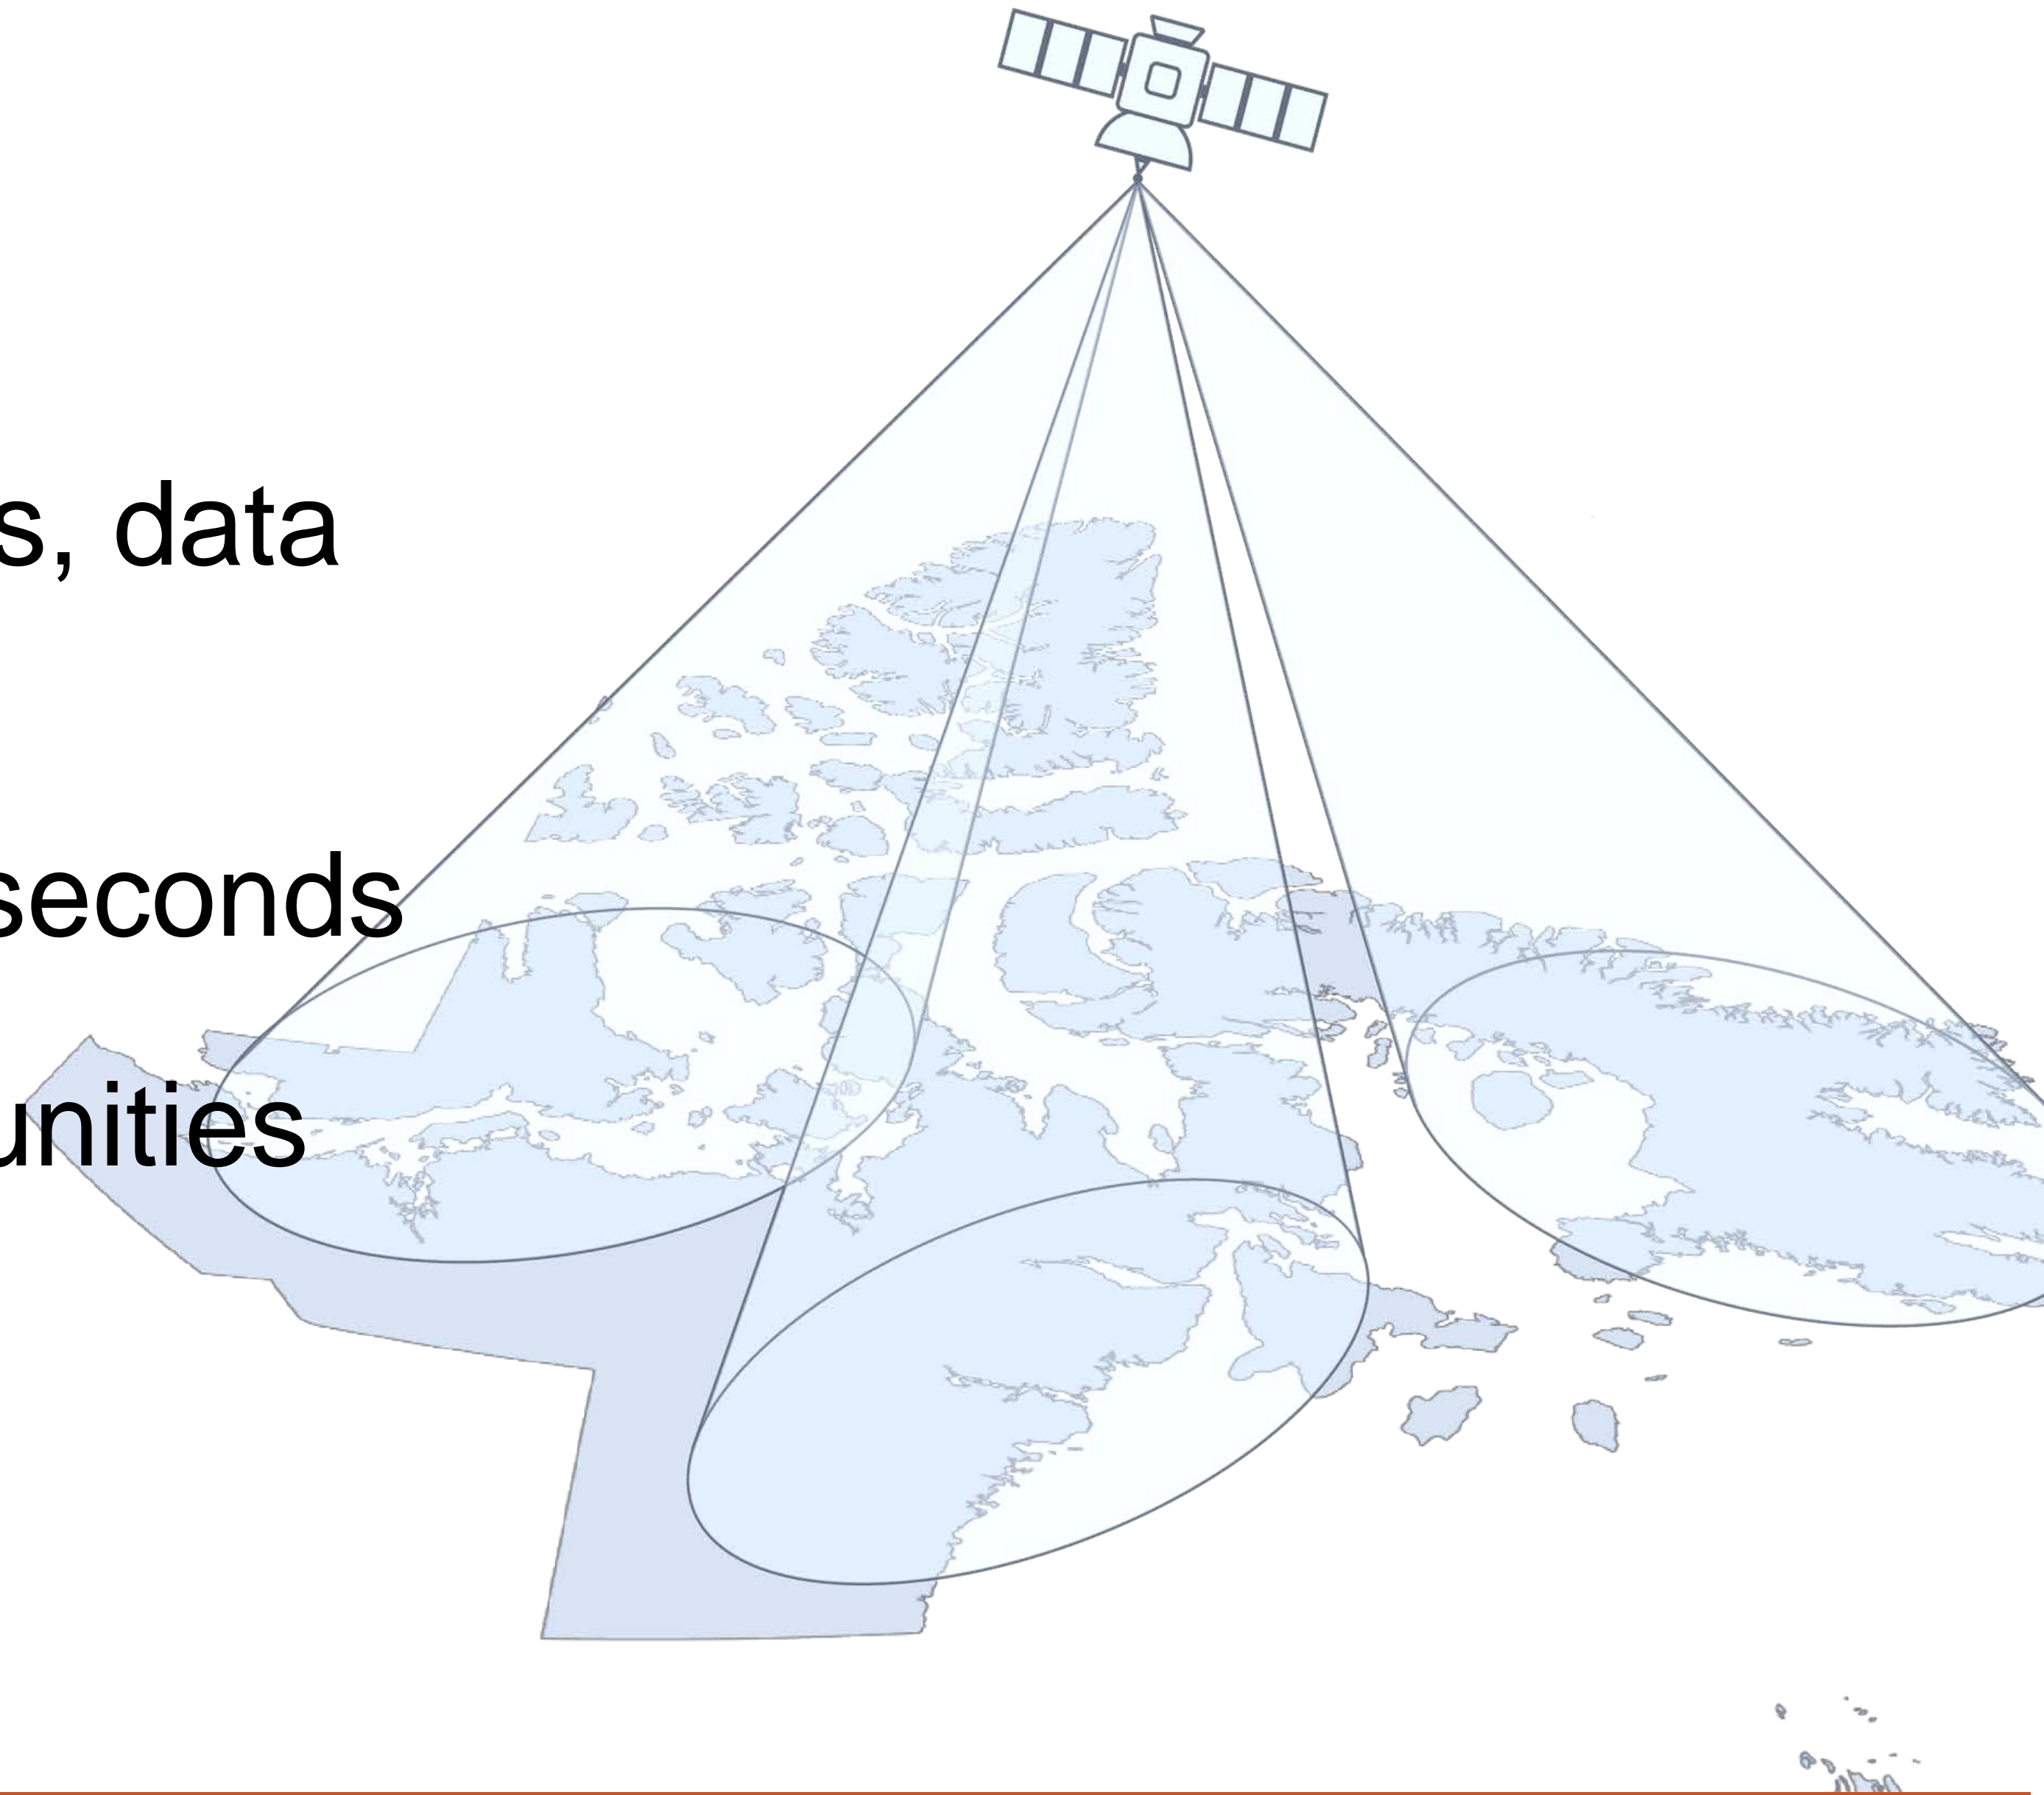 s, data
seconds
unities